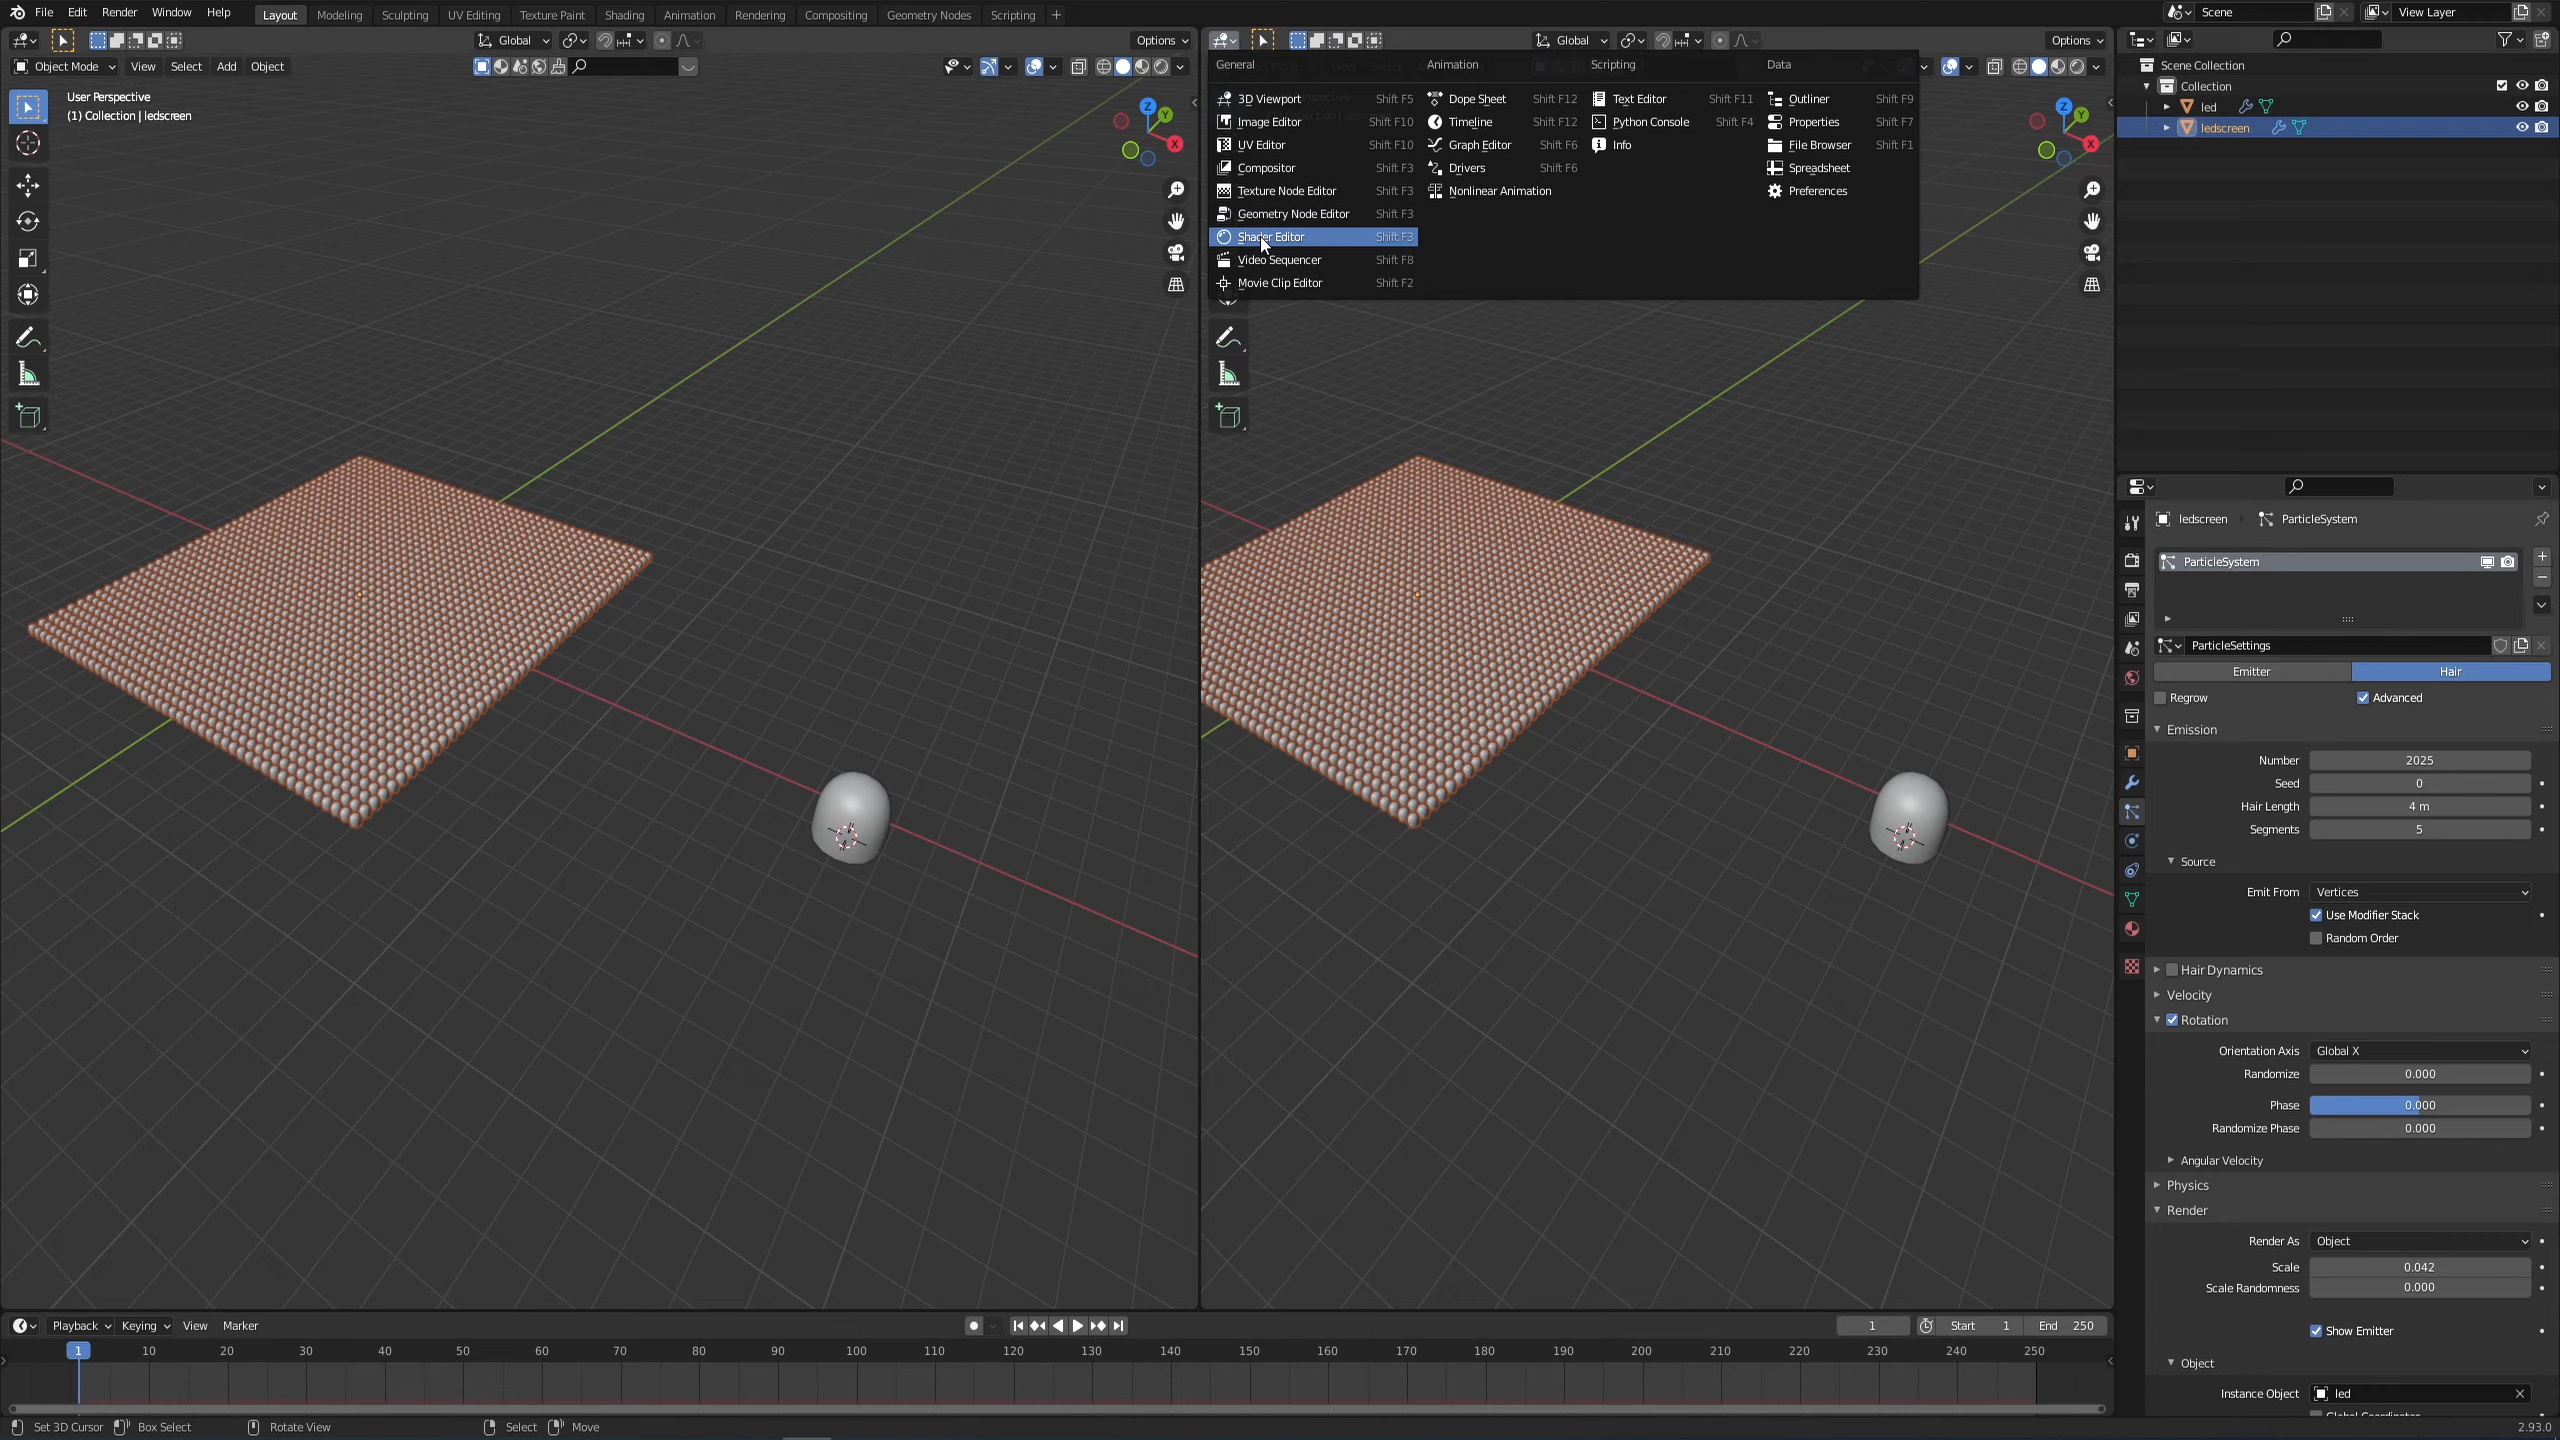 File Edit Render Window Help Layout Modeling Sculpting UV Editing Texture Paint Shading Animation Rendering Compositing Geometry Nodes Scripting + Scene View Layer
Global Options Global Options
Object Mode View Select Add Object
User Perspective
(1) Collection | ledscreen
Z
Y
X
General Animation Scripting Data
3D Viewport Shift F5 Dope Sheet Shift F12 Text Editor Shift F11 Outliner Shift F9
Image Editor Shift F10 Timeline Shift F12 Python Console Shift F4 Properties Shift F7
UV Editor Shift F10 Graph Editor Shift F6 Info File Browser Shift F1
Compositor Shift F3 Drivers Shift F6 Spreadsheet
Texture Node Editor Shift F3 Nonlinear Animation Preferences
Geometry Node Editor Shift F3
Shader Editor Shift F3
Video Sequencer Shift F8
Movie Clip Editor Shift F2
Z
Y
X
Scene Collection
Collection
led
ledscreen
ledscreen ParticleSystem
ParticleSystem
ParticleSettings
Emitter Hair
Regrow Advanced
Emission
Number 2025
Seed 0
Hair Length 4 m
Segments 5
Source
Emit From Vertices
Use Modifier Stack
Random Order
Hair Dynamics
Velocity
Rotation
Orientation Axis Global X
Randomize 0.000
Phase 0.000
Randomize Phase 0.000
Angular Velocity
Physics
Render
Render As Object
Scale 0.042
Scale Randomness 0.000
Show Emitter
Object
Instance Object led
Playback Keying View Marker 1 Start 1 End 250
1 10 20 30 40 50 60 70 80 90 100 110 120 130 140 150 160 170 180 190 200 210 220 230 240 250
Set 3D Cursor Box Select Rotate View Select Move 2.93.0